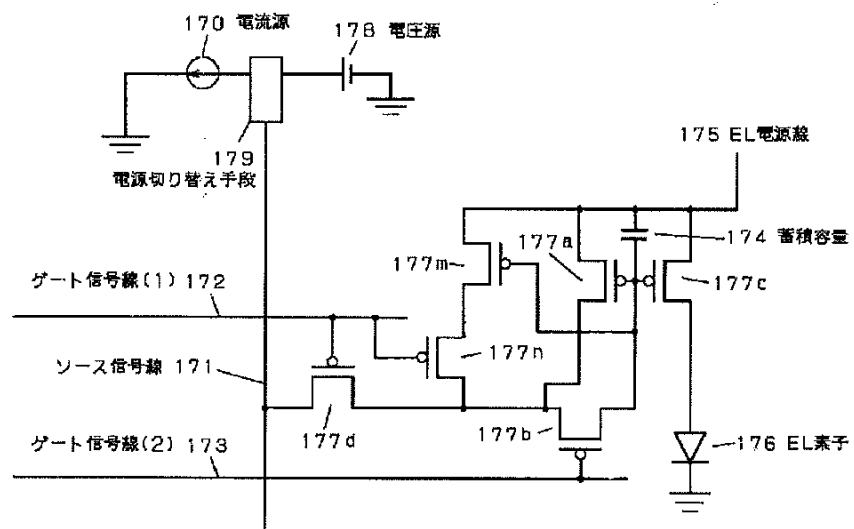 170 電流源
178 電圧源
179
電源切り替え手段
175 EL電源線
174 蓄積容量
177a
177m
177c
ゲート信号線(1) 172
177n
ソース信号線 171
177d
177b
ゲート信号線(2) 173
176 EL素子